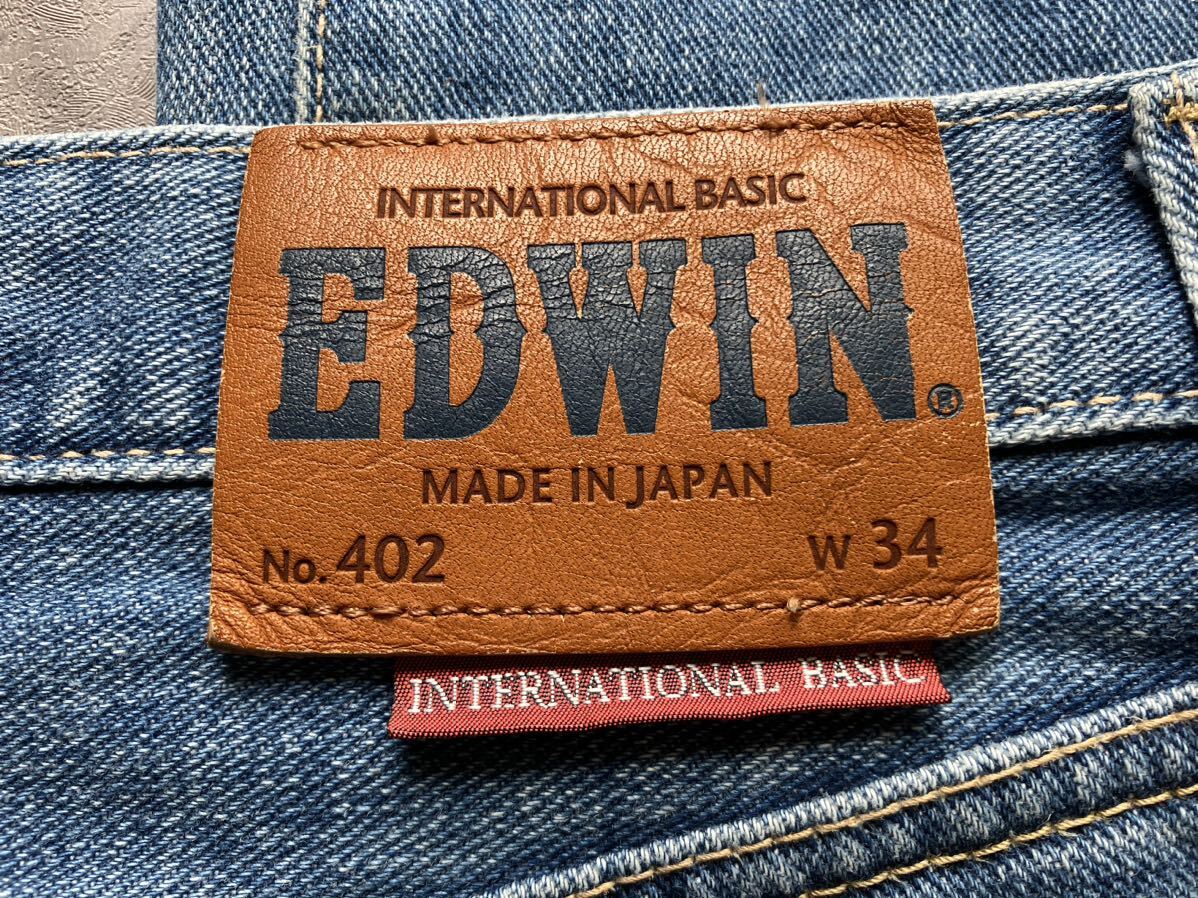 INTERNATIONAL BASIC
EDWIN®
MADE IN JAPAN
No. 402 W 34
INTERNATIONAL BASIC